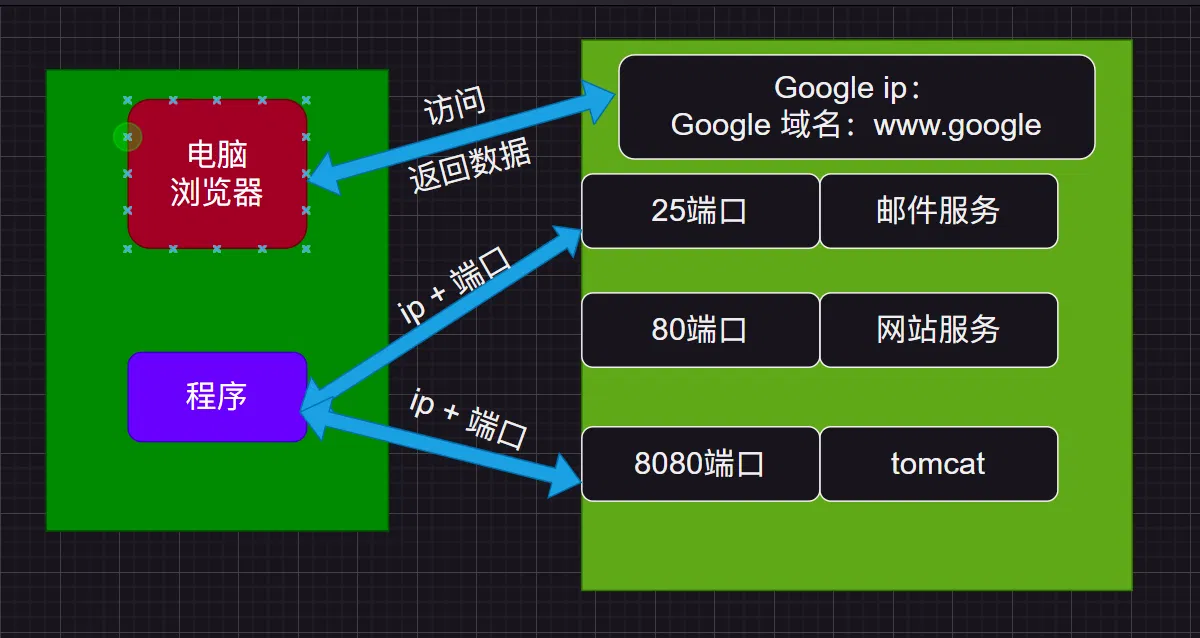 电脑
浏览器
程序
访问
返回数据
ip + 端口
ip + 端口
Google ip：
Google 域名：www.google
25端口
邮件服务
80端口
网站服务
8080端口
tomcat